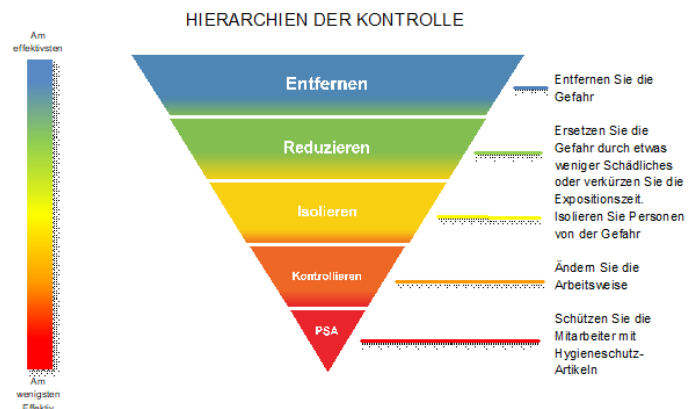 HIERARCHIEN DER KONTROLLE
Am
effektivsten
Entfernen
Entfernen Sie die
Gefahr
Reduzieren
Ersetzen Sie die
Gefahr durch etwas
weniger Schädliches
oder verkürzen Sie die
Expositionszeit.
Isolieren
Isolieren Sie Personen
von der Gefahr
Kontrollieren
Ändern Sie die
Arbeitsweise
PSA
Schützen Sie die
Mitarbeiter mit
Hygieneschutz-
Artikeln
Am
wenigsten
Effektiv